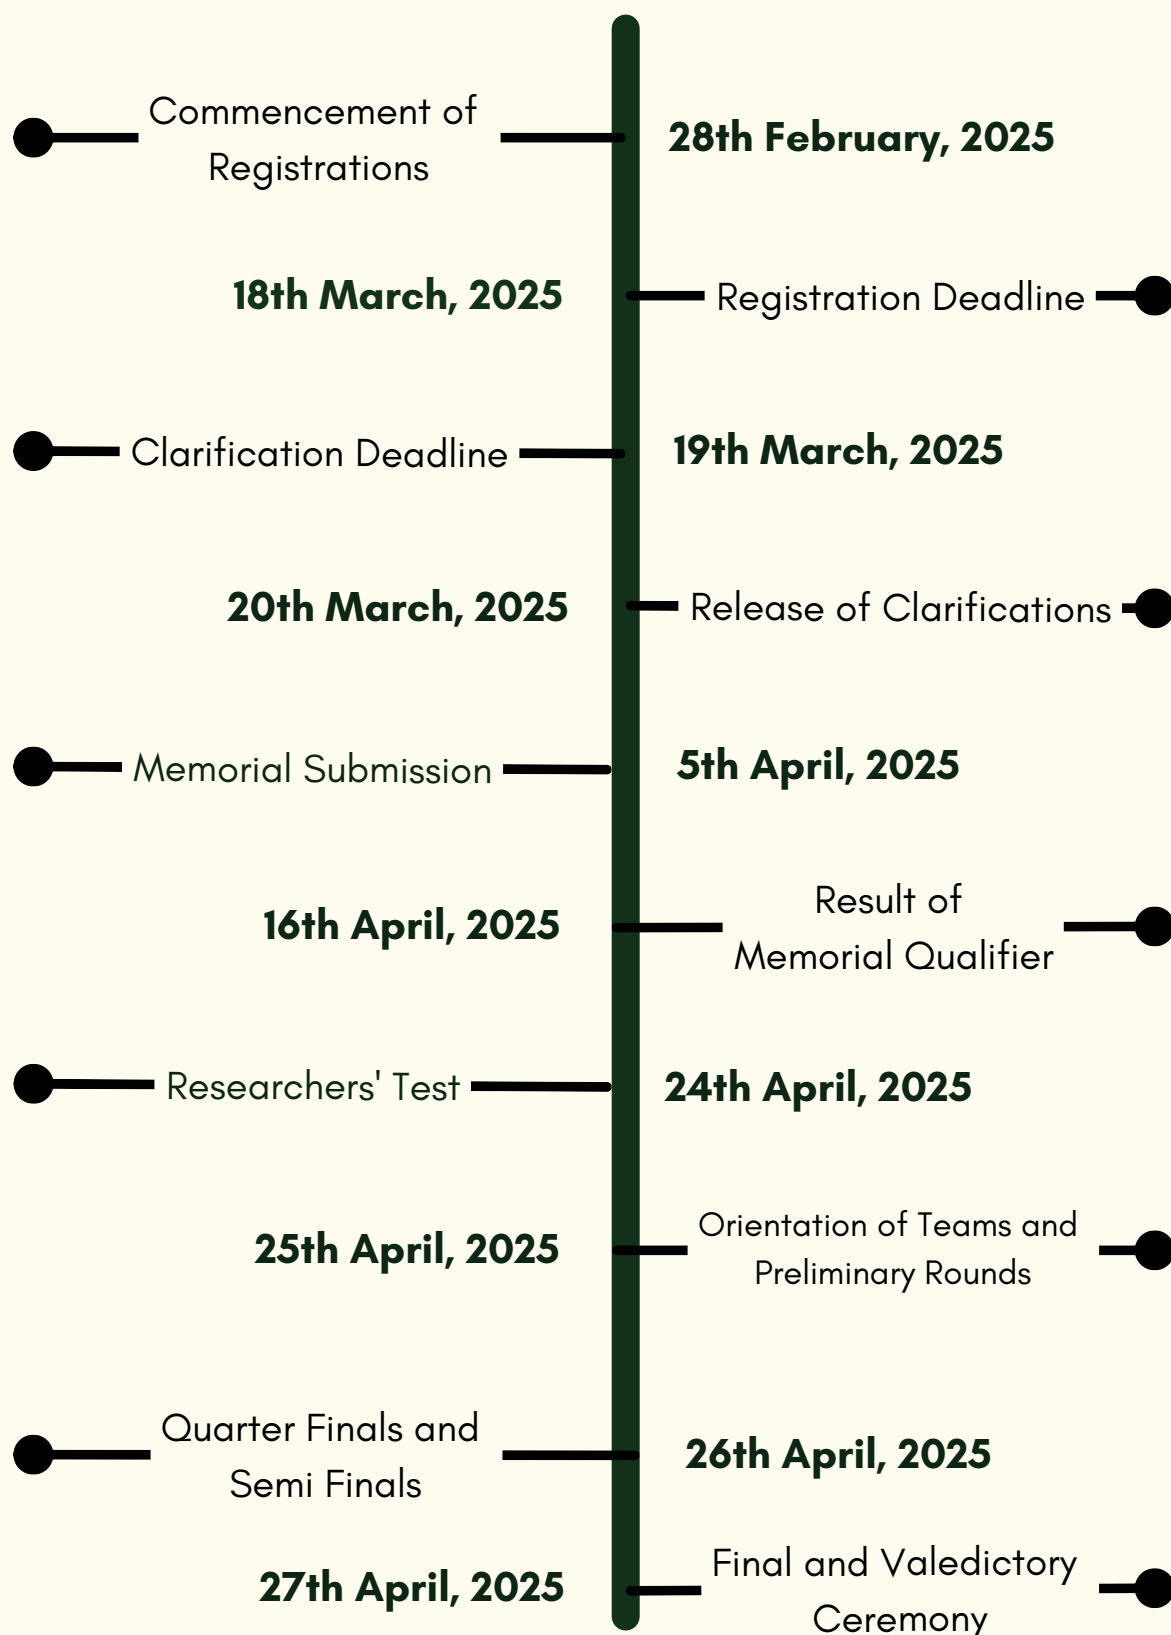 Commencement of
Registrations
28th February, 2025
18th March, 2025
Registration Deadline
Clarification Deadline
19th March, 2025
20th March, 2025
Release of Clarifications
Memorial Submission
5th April, 2025
16th April, 2025
Result of
Memorial Qualifier
Researchers' Test
24th April, 2025
25th April, 2025
Orientation of Teams and
Preliminary Rounds
Quarter Finals and
Semi Finals
26th April, 2025
27th April, 2025
Final and Valedictory
Ceremony